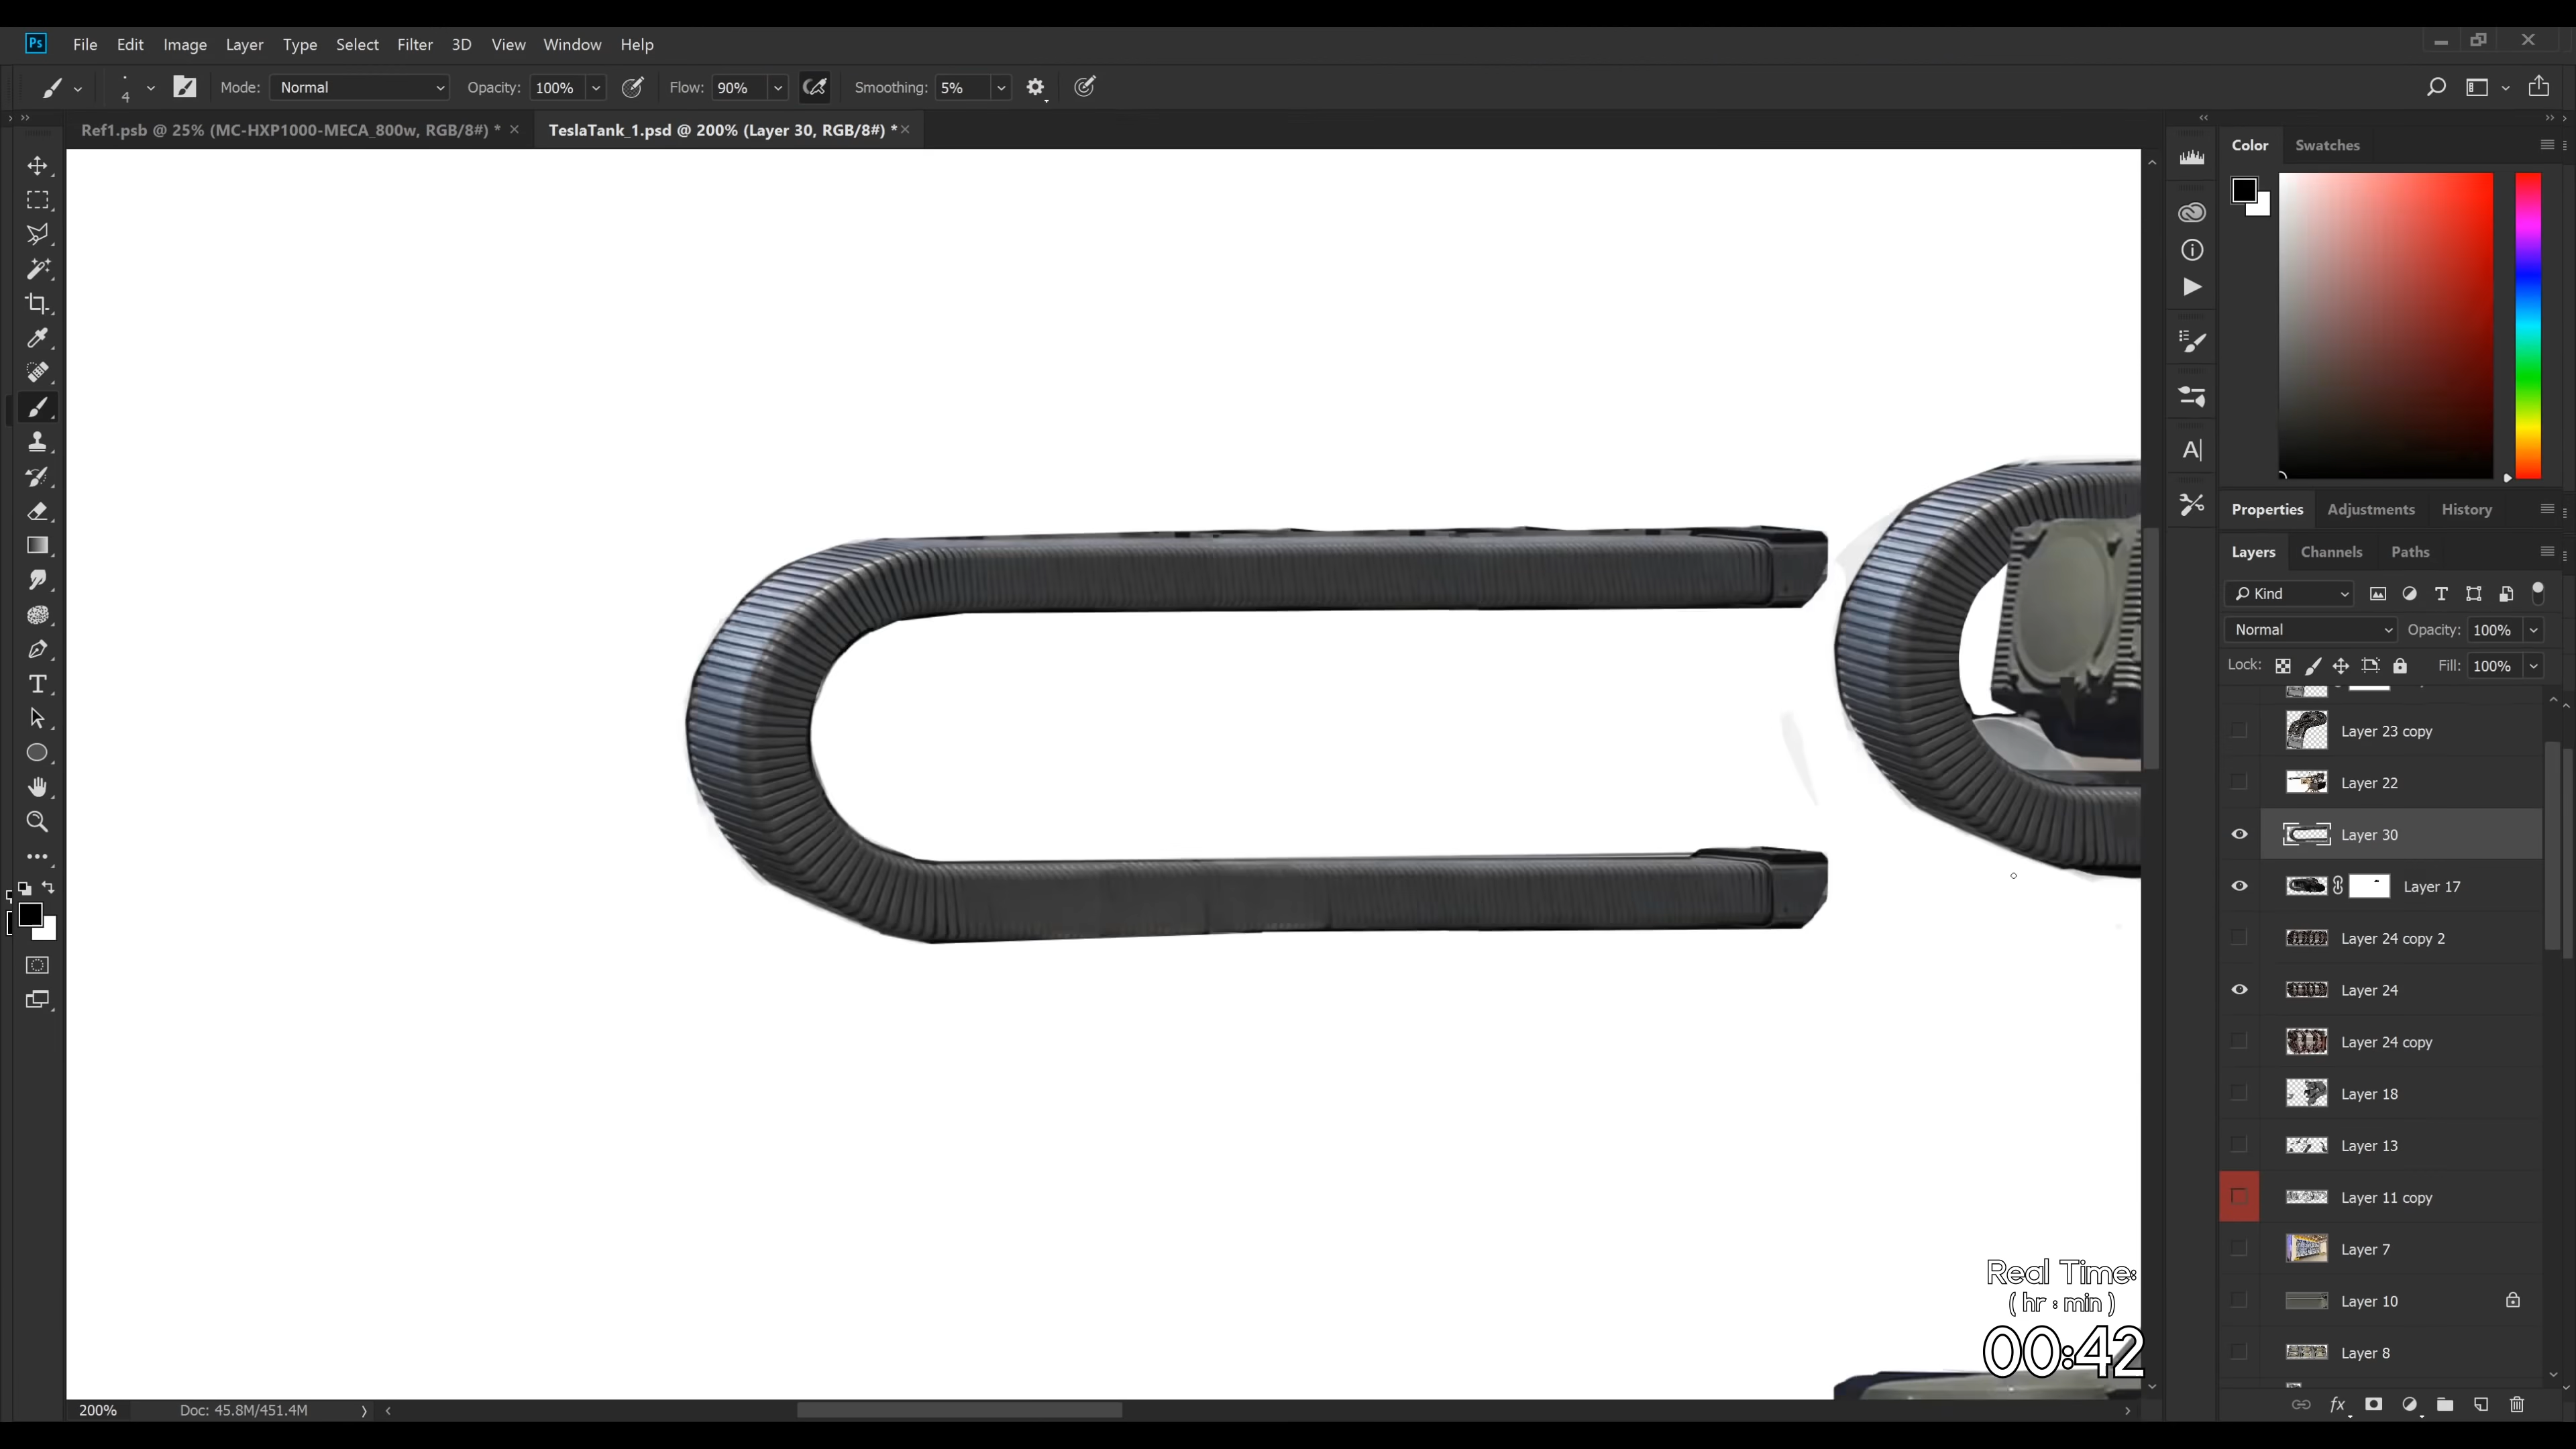 Ps File Edit Image Layer Type Select Filter 3D View Window Help
4 Mode: Normal Opacity: 100% Flow: 90% Smoothing: 5%
Ref1.psb @ 25% (MC-HXP1000-MECA_800w, RGB/8#) * × TeslaTank_1.psd @ 200% (Layer 30, RGB/8#) * ×
Color Swatches
Properties Adjustments History
Layers Channels Paths
Kind
Normal Opacity: 100%
Lock: Fill: 100%
Layer 23 copy
Layer 22
Layer 30
Layer 17
Layer 24 copy 2
Layer 24
Layer 24 copy
Layer 18
Layer 13
Layer 11 copy
Layer 7
Layer 10
Layer 8
Real Time:
( hr : min )
00:42
200% Doc: 45.8M/451.4M
fx